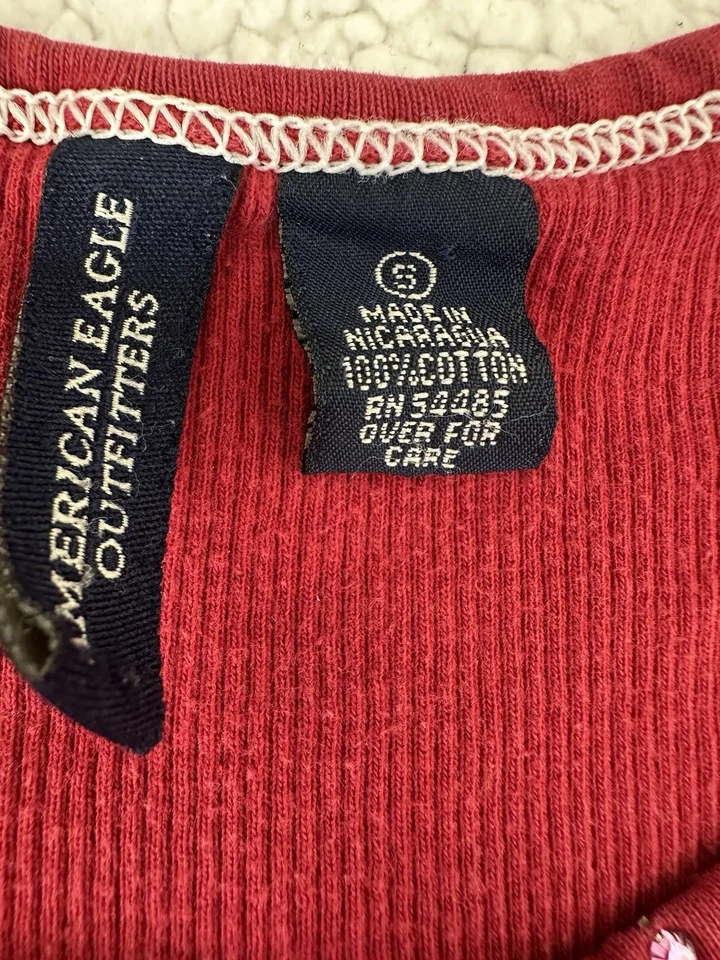 AMERICAN EAGLE
OUTFITTERS
S
MADE IN
NICARAGUA
100% COTTON
RN 54485
OVER FOR
CARE